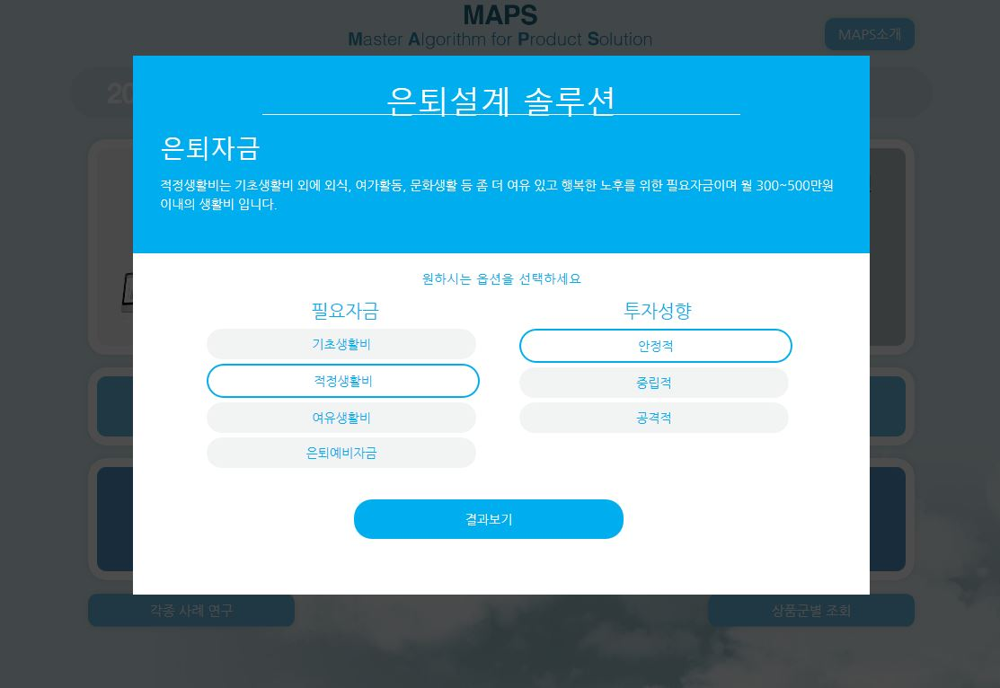 MAPS
Master Algorithm for Product Solution
MAPS소개
20
은퇴설계 솔루션
은퇴자금
적정생활비는 기초생활비 외에 외식, 여가활동, 문화생활 등 좀 더 여유 있고 행복한 노후를 위한 필요자금이며 월 300~500만원
이내의 생활비 입니다.
원하시는 옵션을 선택하세요
필요자금
투자성향
기초생활비
안정적
적정생활비
중립적
여유생활비
공격적
은퇴예비자금
결과보기
각종 사례 연구
상품군별 조회